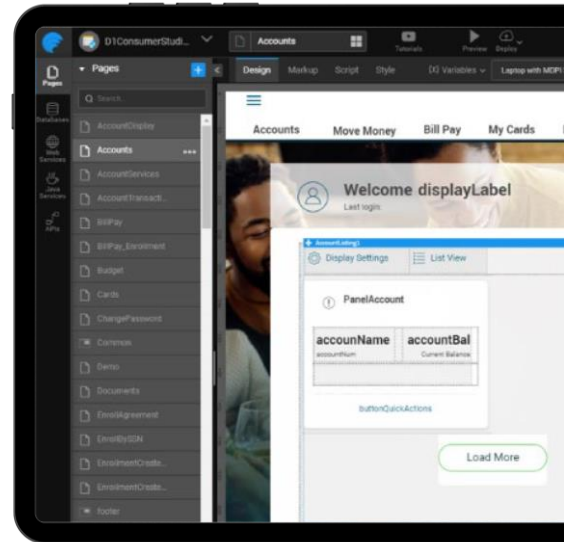 D1ConsumerStudi...
Accounts
Tutorials
Preview
Deploy
Pages
Databases
Web Services
Java Services
APIs
Pages
Search
AccountDisplay
Accounts
AccountServices
AccountTransacti...
BillPay
BillPay_Enrollment
Budget
Cards
ChangePassword
Common
Demo
Documents
EnrollAgreement
EnrollBySSN
EnrollmentCreate...
EnrollmentCreate...
footer
Design Markup Script Style (X) Variables Laptop with MDPI
Accounts Move Money Bill Pay My Cards
Welcome displayLabel
Last login:
AccountListing1
Display Settings List View
PanelAccount
accounName accountBal
accountNum Current Balance
buttonQuickActions
Load More